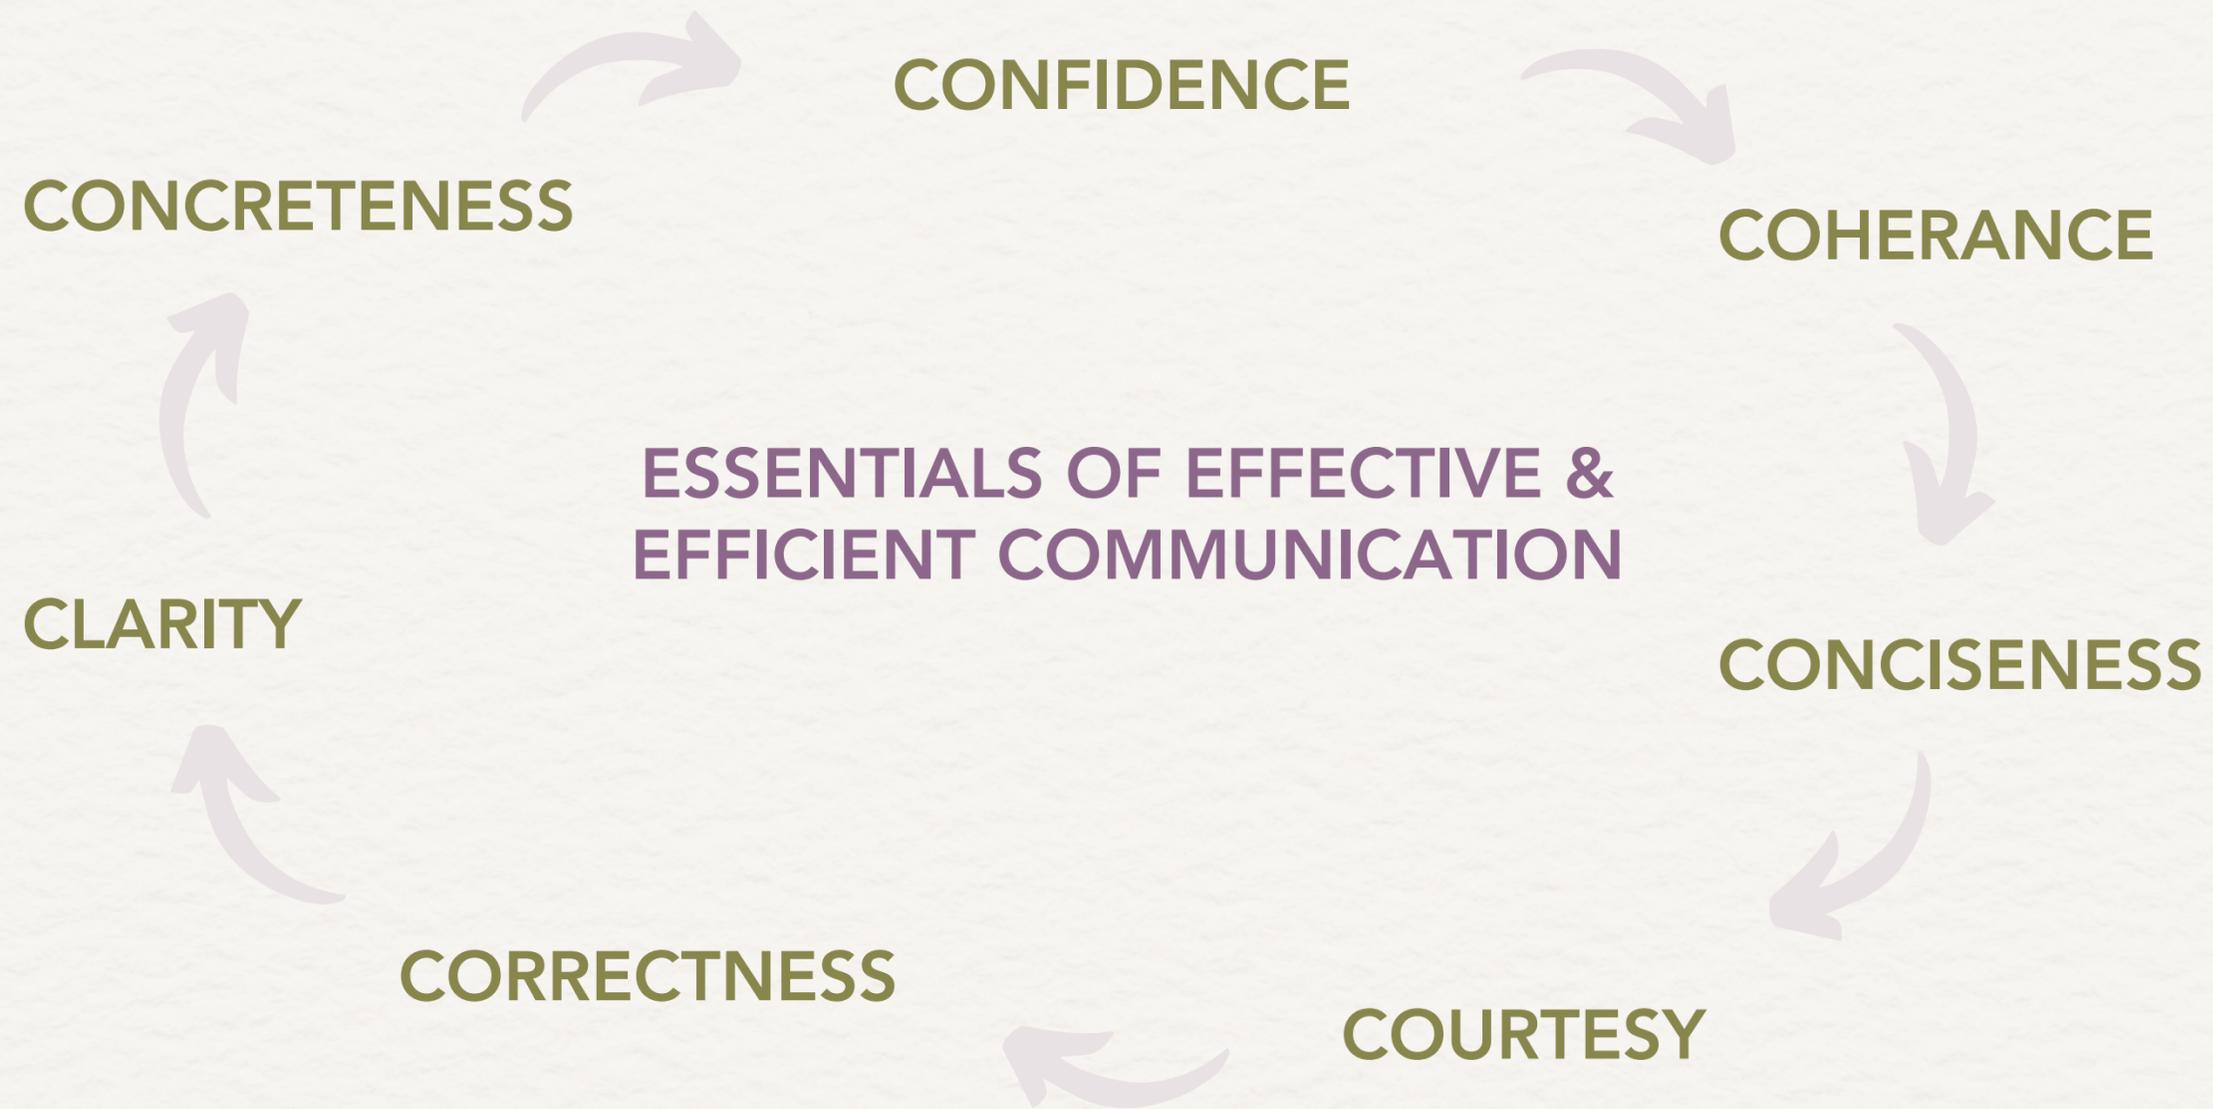 CONFIDENCE
CONCRETENESS
COHERANCE
ESSENTIALS OF EFFECTIVE &
EFFICIENT COMMUNICATION
CLARITY
CONCISENESS
CORRECTNESS
COURTESY